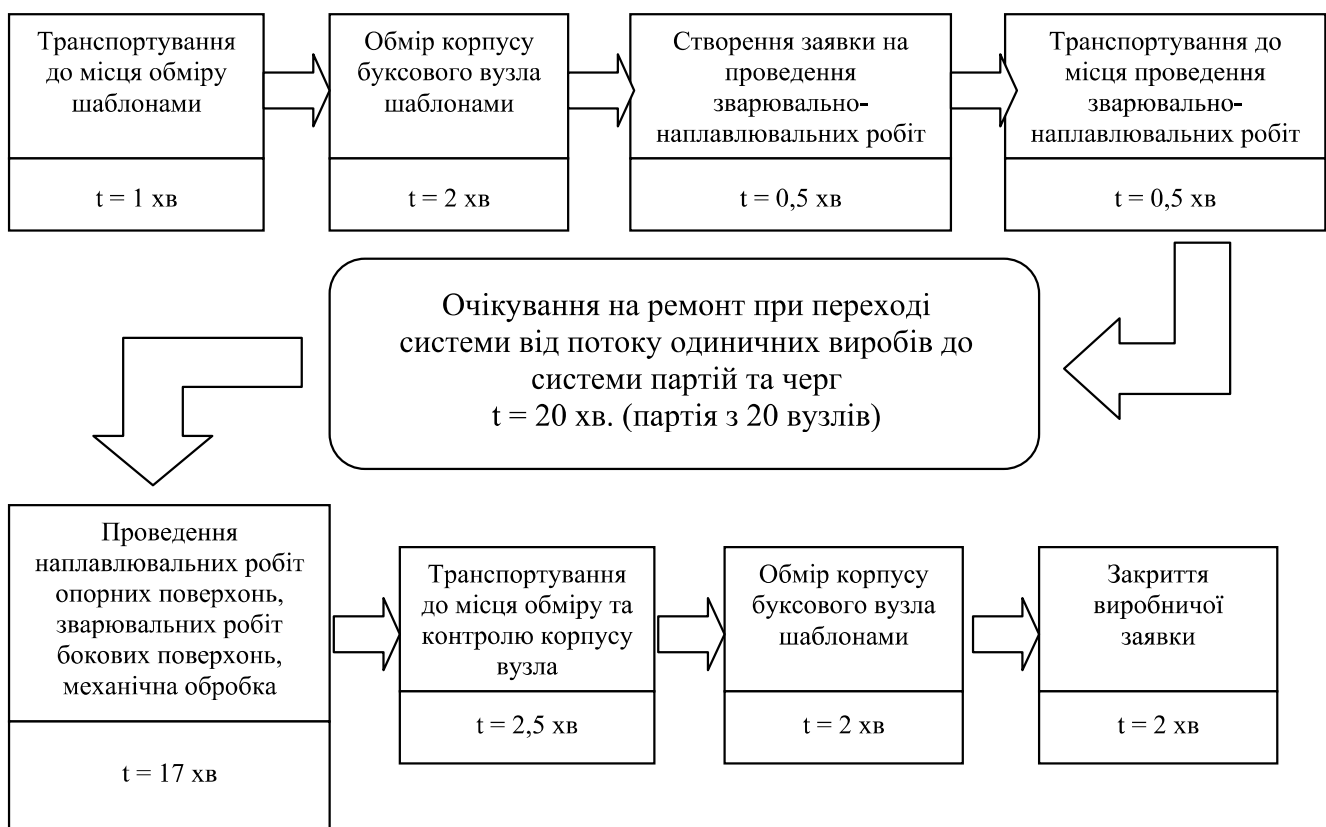 Транспортування
до місця обміру
шаблонами
t = 1 хв
Обмір корпусу
буксового вузла
шаблонами
t = 2 хв
Створення заявки на
проведення
зварювально-
наплавлювальних робіт
t = 0,5 хв
Транспортування до
місця проведення
зварювально-
наплавлювальних робіт
t = 0,5 хв
Очікування на ремонт при переході
системи від потоку одиничних виробів до
системи партій та черг
t = 20 хв. (партія з 20 вузлів)
Проведення
наплавлювальних робіт
опорних поверхонь,
зварювальних робіт
бокових поверхонь,
механічна обробка
t = 17 хв
Транспортування
до місця обміру та
контролю корпусу
вузла
t = 2,5 хв
Обмір корпусу
буксового вузла
шаблонами
t = 2 хв
Закриття
виробничої
заявки
t = 2 хв